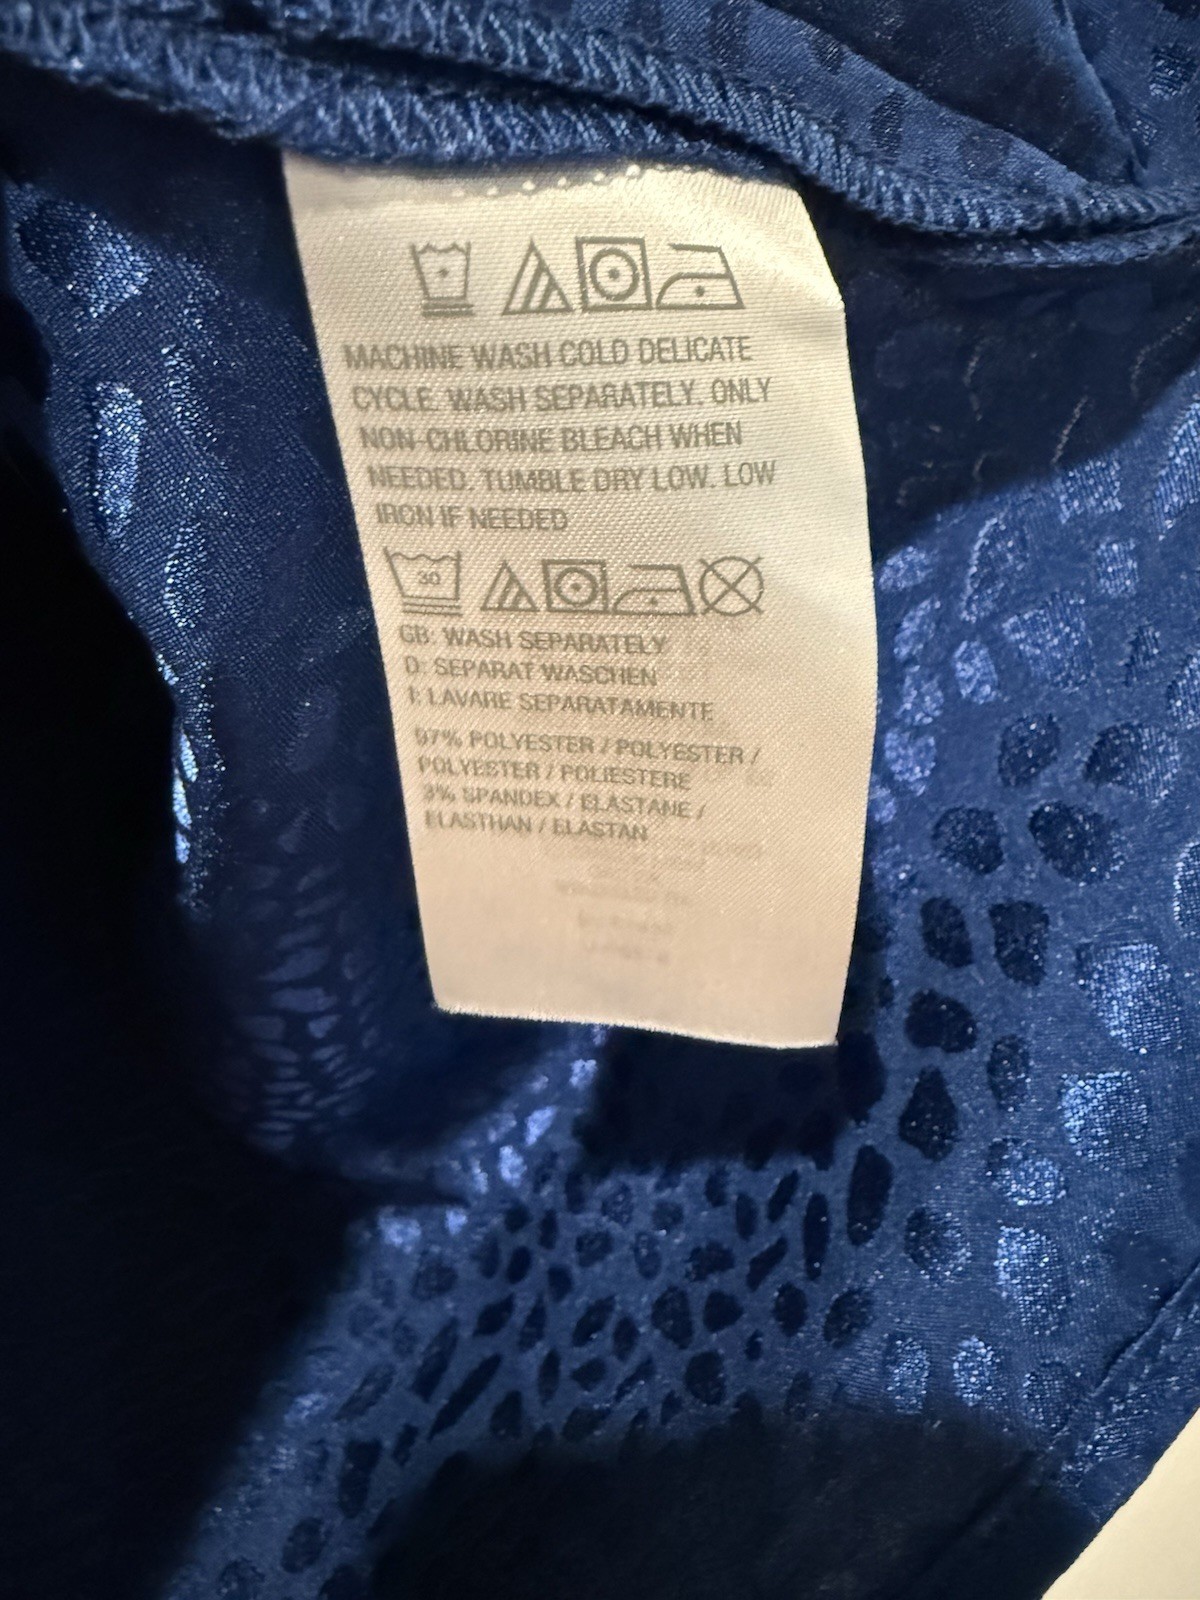 MACHINE WASH COLD DELICATE
CYCLE. WASH SEPARATELY. ONLY
NON-CHLORINE BLEACH WHEN
NEEDED. TUMBLE DRY LOW. LOW
IRON IF NEEDED
30
GB: WASH SEPARATELY
D: SEPARAT WASCHEN
I: LAVARE SEPARATAMENTE
97% POLYESTER / POLYESTER /
POLYESTER / POLIESTERE
3% SPANDEX / ELASTANE /
ELASTHAN / ELASTAN